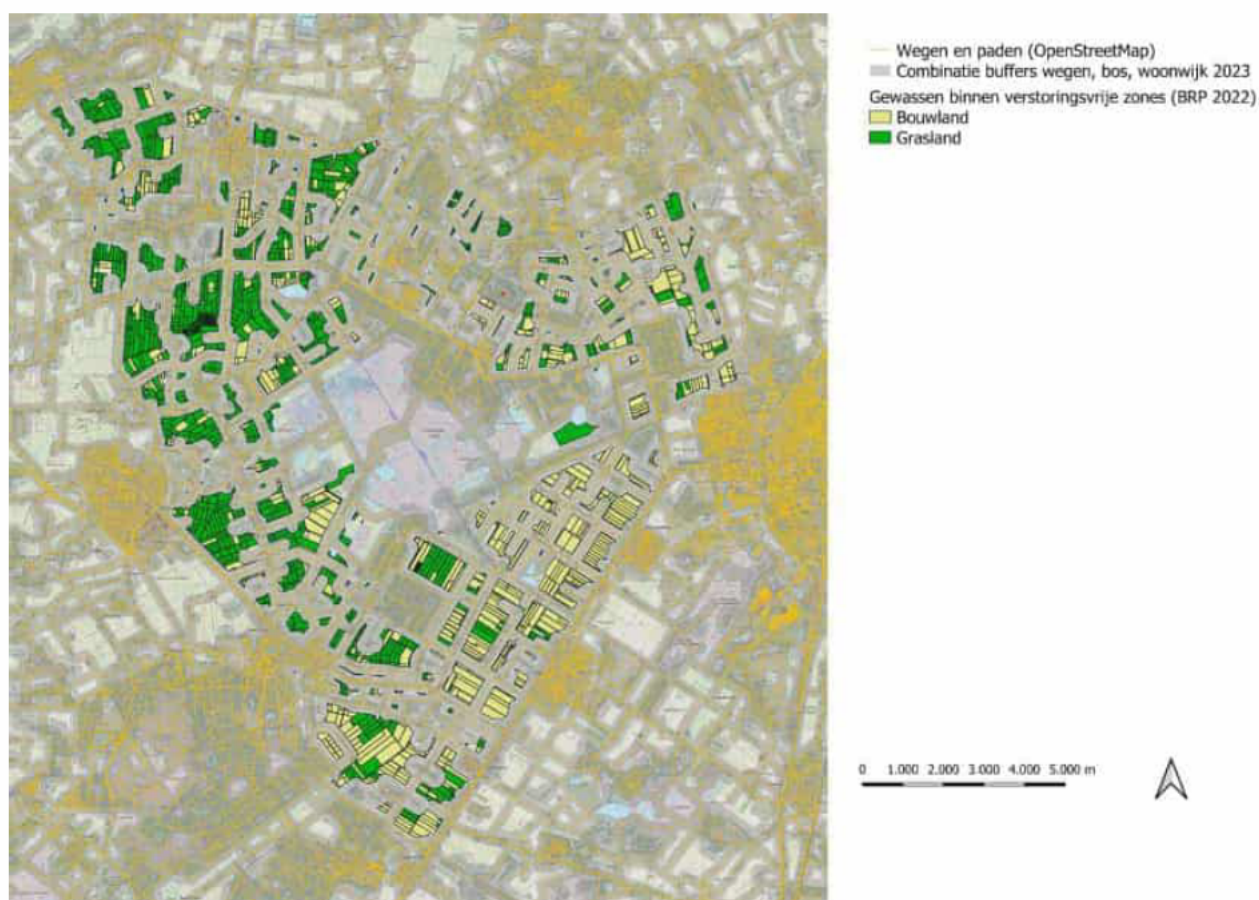 Wegen en paden (OpenStreetMap)
Combinatie buffers wegen, bos, woonwijk 2023
Gewassen binnen verstoringsvrije zones (BRP 2022)
Bouwland
Grasland
0 1.000 2.000 3.000 4.000 5.000 m